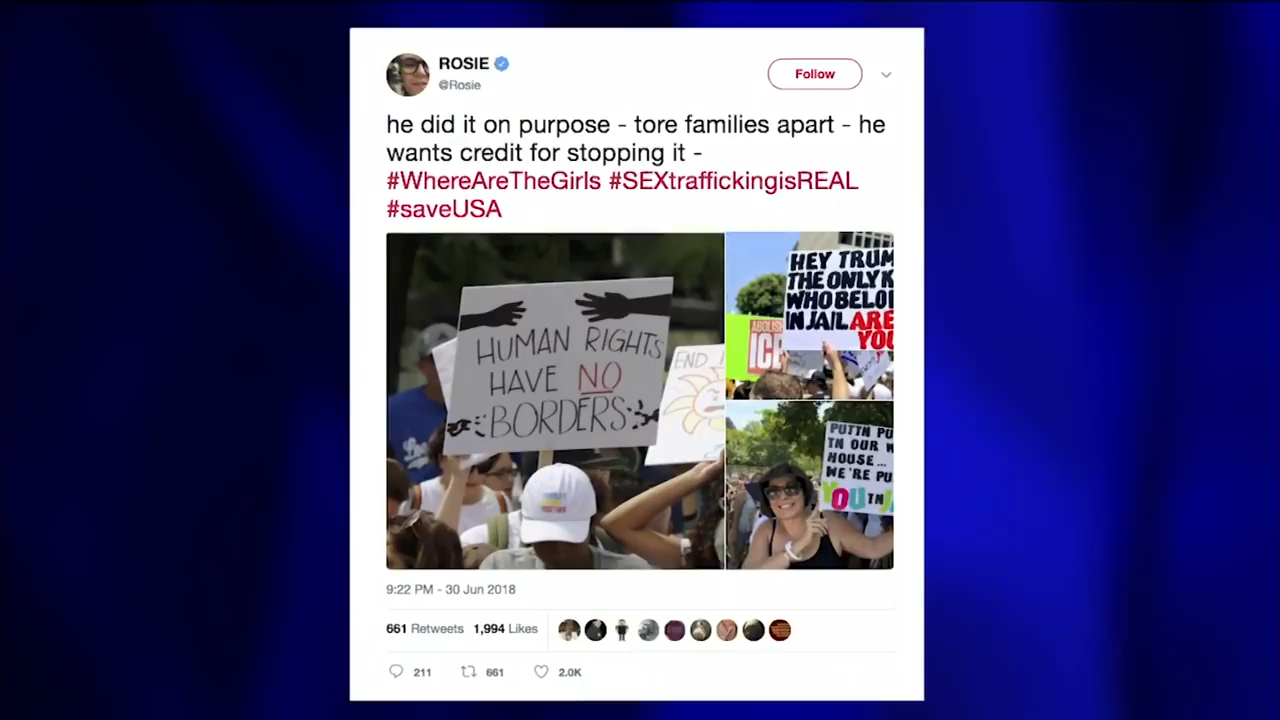 ROSIE
@Rosie
Follow
he did it on purpose - tore families apart - he
wants credit for stopping it -
#WhereAreTheGirls #SEXtraffickingisREAL
#saveUSA
HUMAN RIGHTS
HAVE NO
BORDERS
END
HEY TRUM
THE ONLY K
WHO BELO
IN JAIL ARE
YOU
ABOLISH
ICE
PUTTN PU
IN OUR W
HOUSE...
WE'RE PU
YOU IN
9:22 PM - 30 Jun 2018
661 Retweets 1,994 Likes
211 661 2.0K